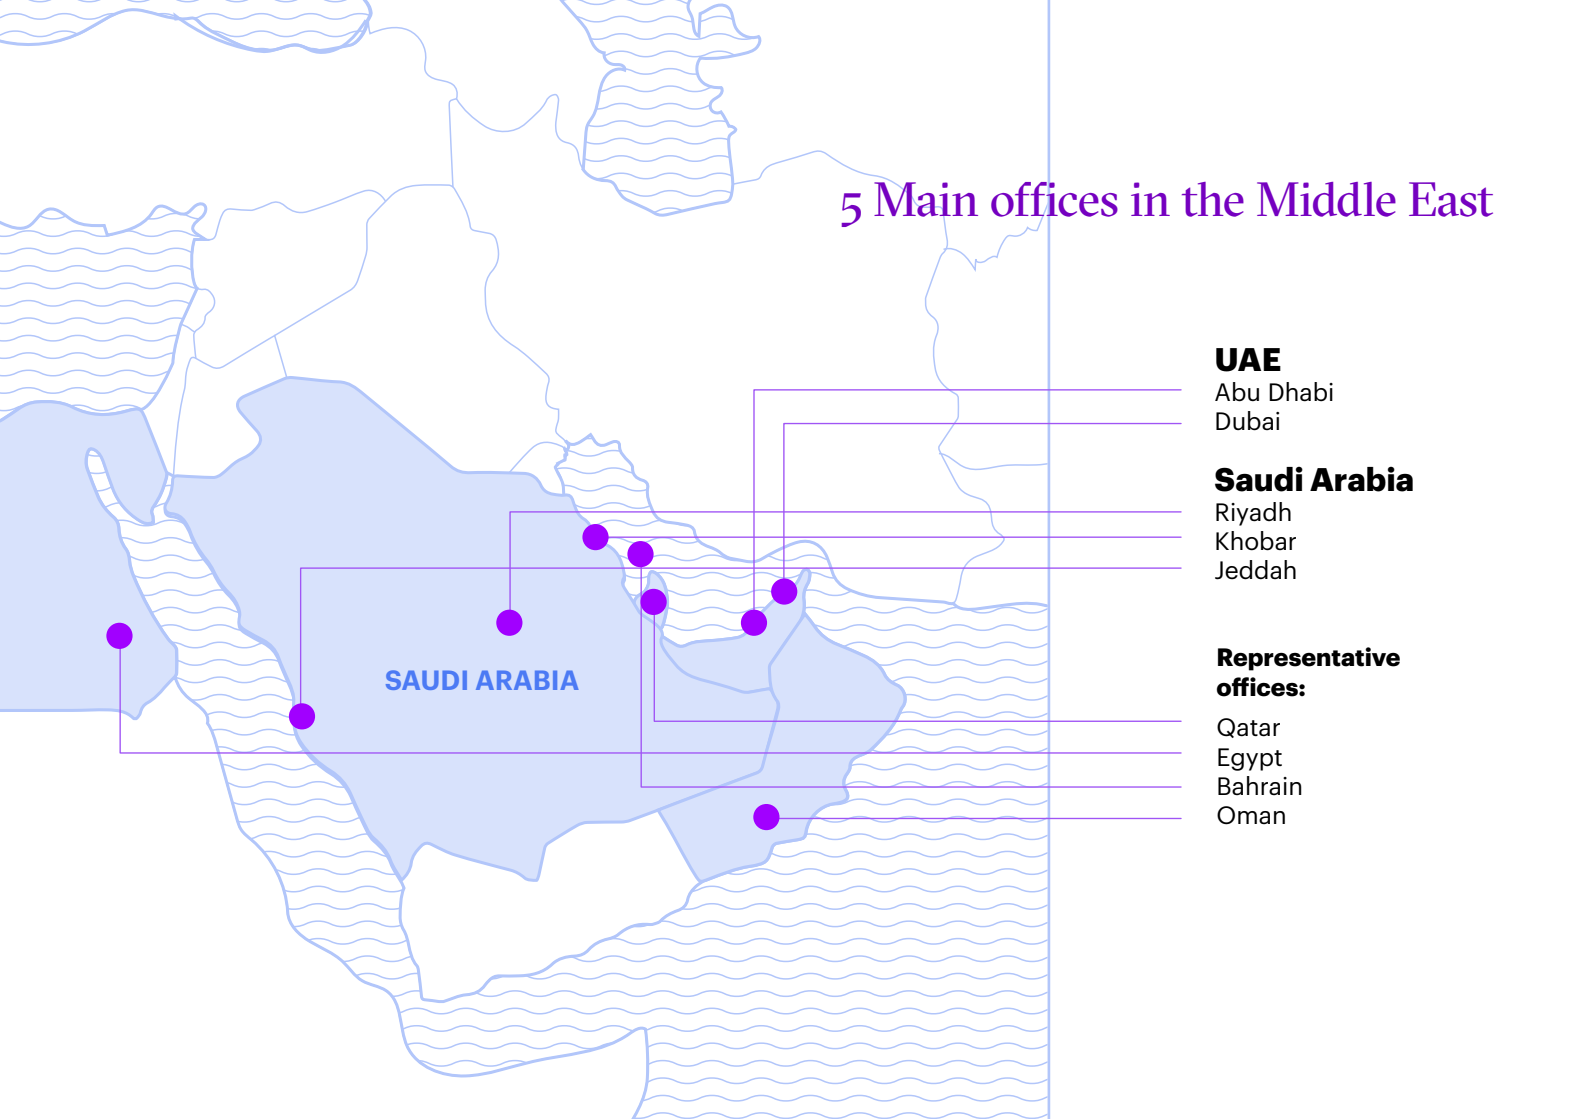 5 Main offices in the Middle East
UAE
Abu Dhabi
Dubai
Saudi Arabia
Riyadh
Khobar
Jeddah
SAUDI ARABIA
Representative
offices:
Qatar
Egypt
Bahrain
Oman